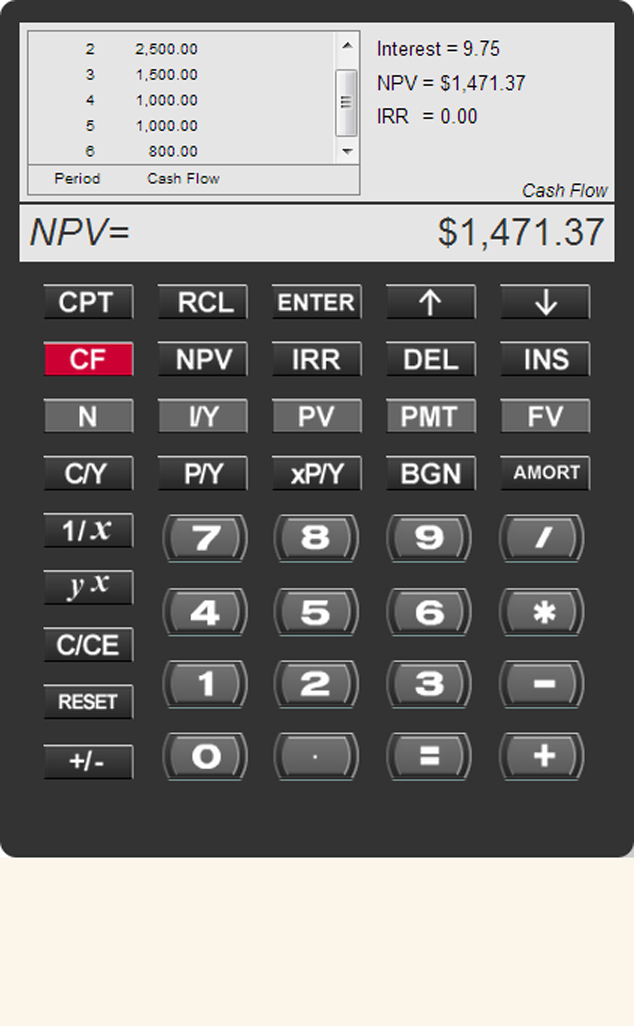 2 2,500.00
3 1,500.00
4 1,000.00
5 1,000.00
6 800.00
Period Cash Flow
Interest = 9.75
NPV = $1,471.37
IRR = 0.00
Cash Flow
NPV= $1,471.37
CPT RCL ENTER ↑ ↓
CF NPV IRR DEL INS
N I/Y PV PMT FV
C/Y P/Y xP/Y BGN AMORT
1/x 7 8 9 /
y x 4 5 6 *
C/CE 1 2 3 -
RESET
+/- 0 . = +